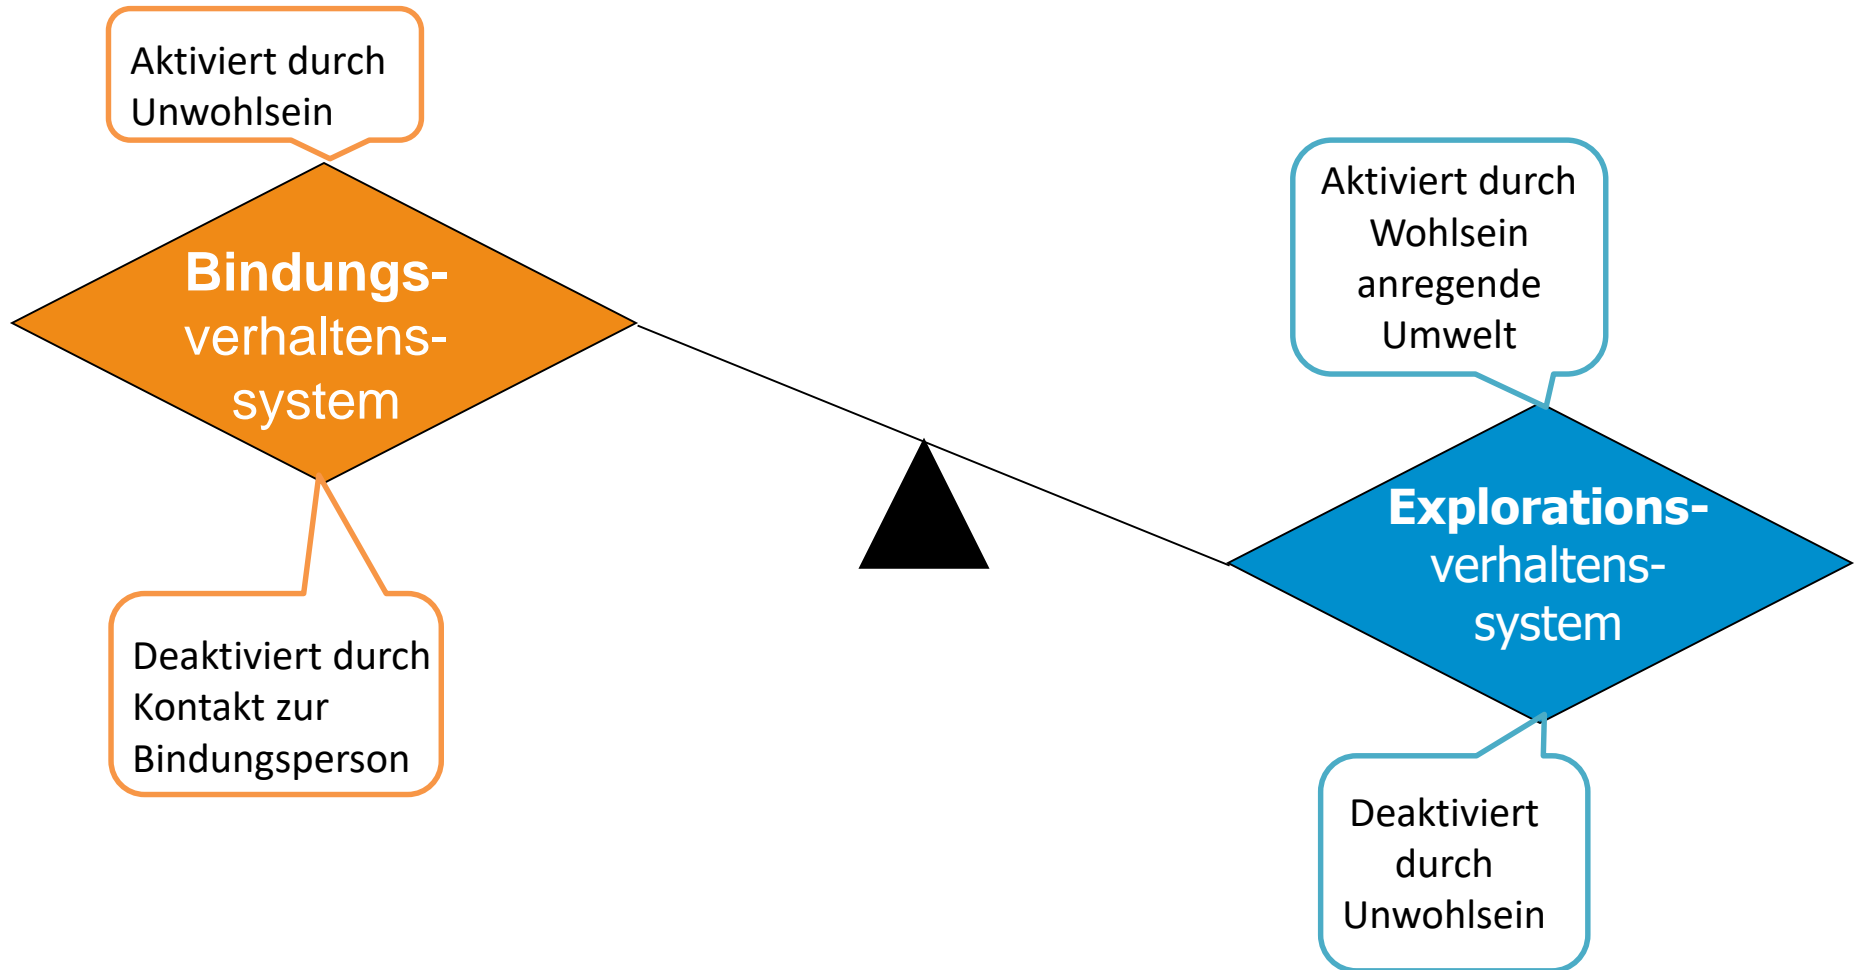 Aktiviert durch
Unwohlsein
Bindungs-
verhaltens-
system
Deaktiviert durch
Kontakt zur
Bindungsperson
Aktiviert durch
Wohlsein
anregende
Umwelt
Explorations-
verhaltens-
system
Deaktiviert
durch
Unwohlsein